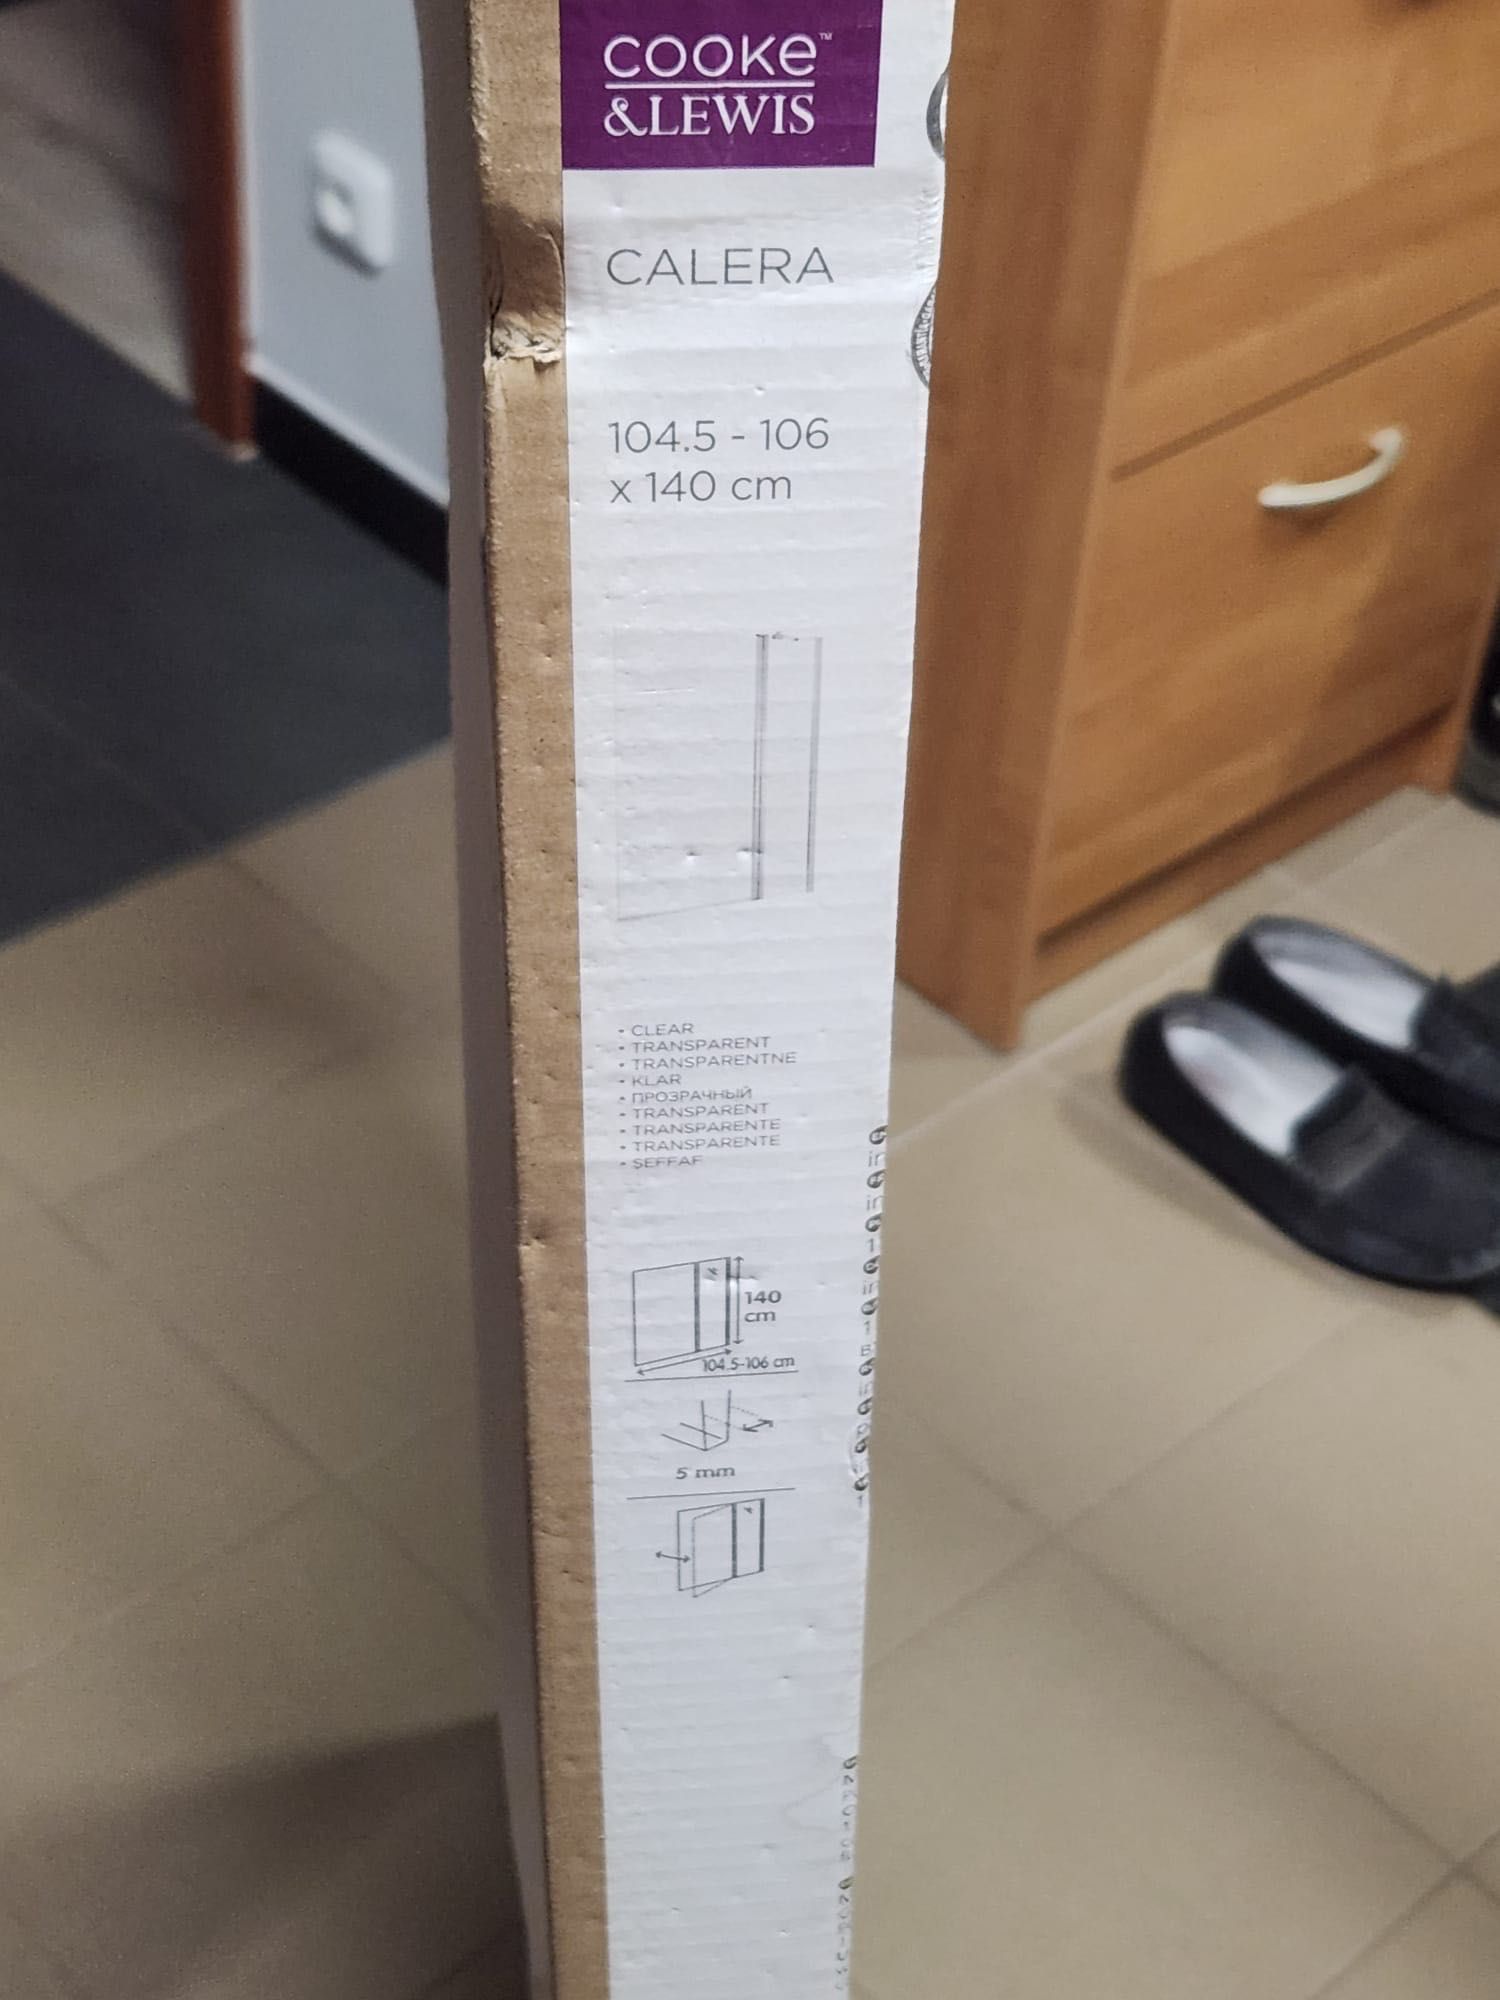 COOKe™
&LEWIS
CALERA
104.5 - 106
x 140 cm
• CLEAR
• TRANSPARENT
• TRANSPARENTNE
• KLAR
• ПРОЗРАЧНЫЙ
• TRANSPARENT
• TRANSPARENTE
• TRANSPARENTE
• ŞEFFAF
140
cm
104.5-106 cm
5 mm